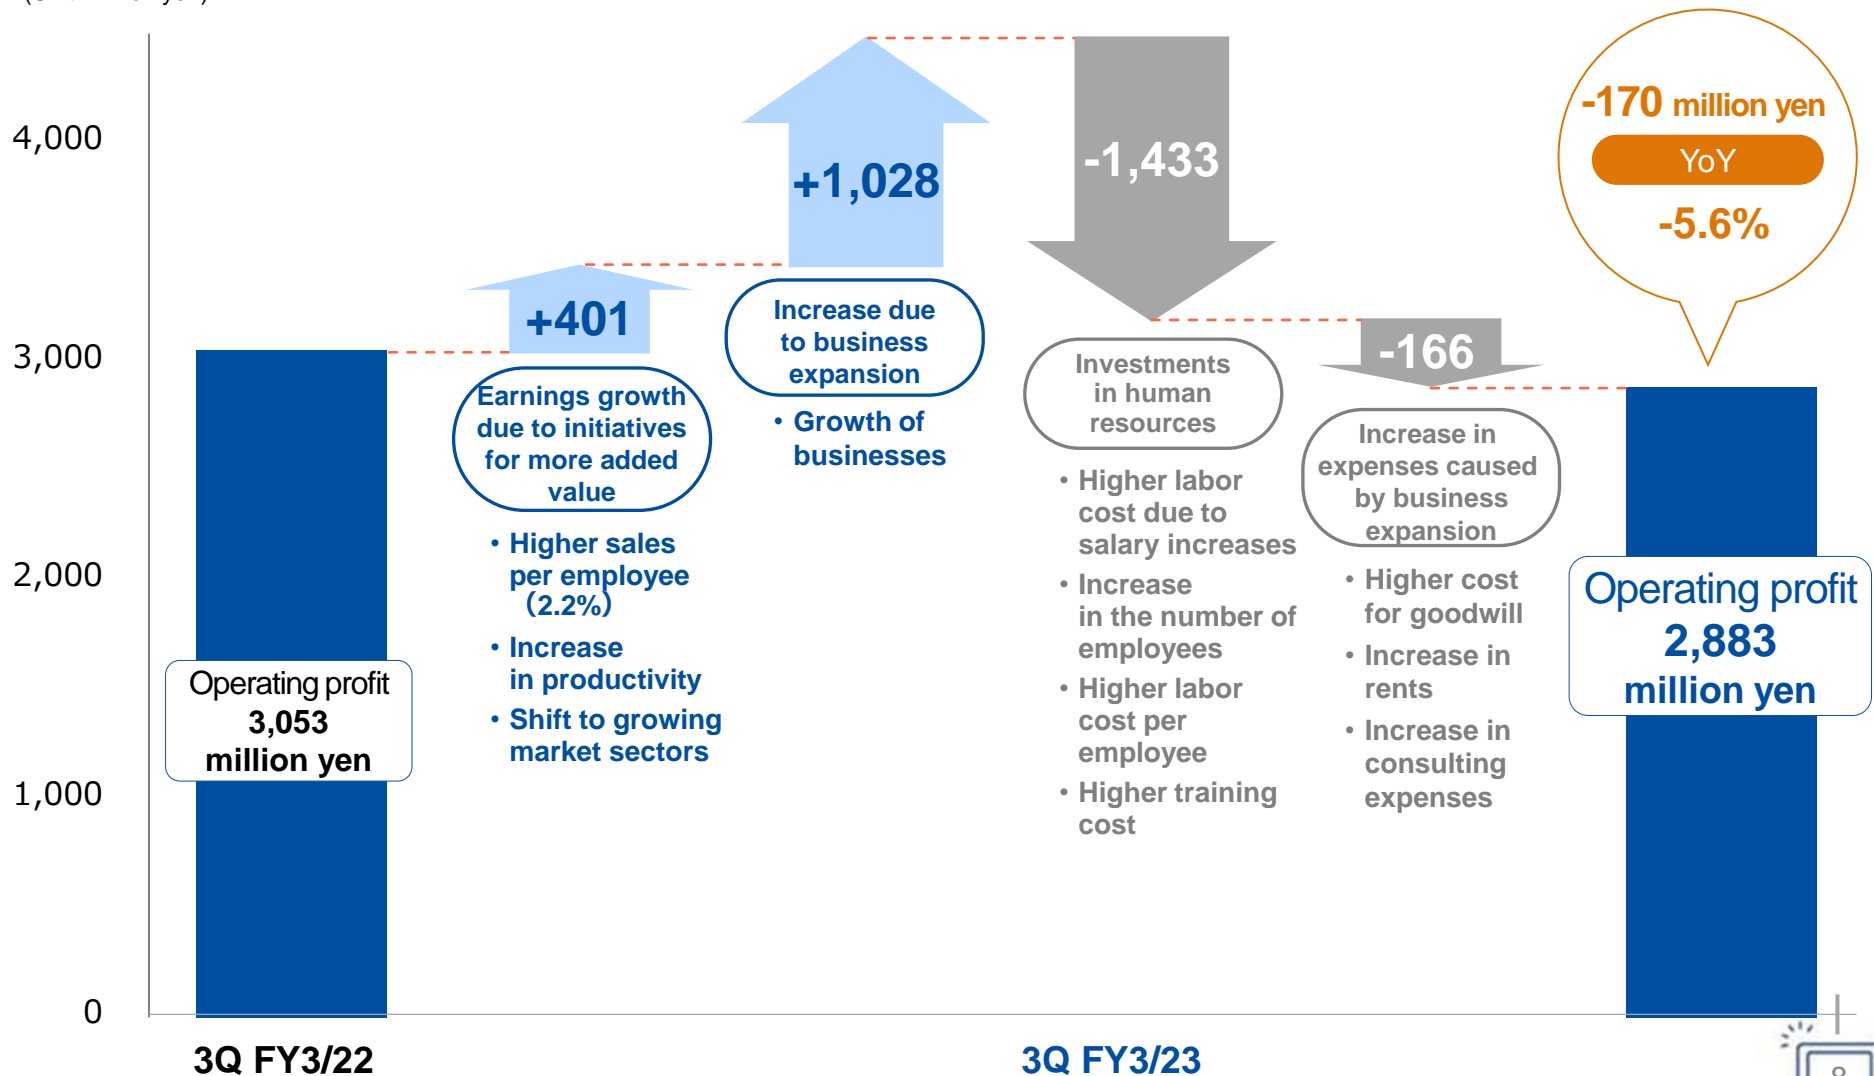 4,000
3,000
2,000
1,000
0
Operating profit
3,053
million yen
3Q FY3/22
+401
Earnings growth
due to initiatives
for more added
value
• Higher sales
per employee
（2.2%）
• Increase
in productivity
• Shift to growing
market sectors
+1,028
Increase due
to business
expansion
• Growth of
businesses
-1,433
Investments
in human
resources
• Higher labor
cost due to
salary increases
• Increase
in the number of
employees
• Higher labor
cost per
employee
• Higher training
cost
-166
Increase in
expenses caused
by business
expansion
• Higher cost
for goodwill
• Increase in
rents
• Increase in
consulting
expenses
3Q FY3/23
-170 million yen
YoY
-5.6%
Operating profit
2,883
million yen